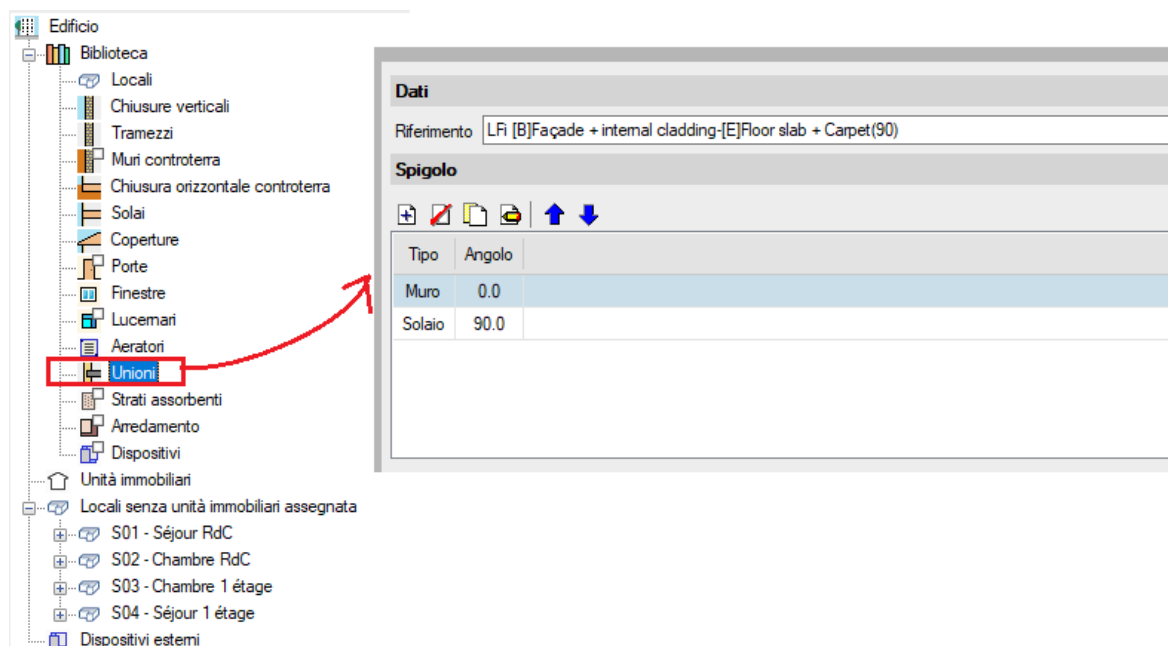 Edificio
Biblioteca
Locali
Chiusure verticali
Tramezzi
Muri controterra
Chiusura orizzontale controterra
Solai
Coperture
Porte
Finestre
Lucernari
Aeratori
Unioni
Strati assorbenti
Arredamento
Dispositivi
Unità immobiliari
Locali senza unità immobiliari assegnata
S01 - Séjour RdC
S02 - Chambre RdC
S03 - Chambre 1 étage
S04 - Séjour 1 étage
Dispositivi esterni
Dati
Riferimento LFi [B]Façade + internal cladding-[E]Floor slab + Carpet(90)
Spigolo
Tipo Angolo
Muro 0.0
Solaio 90.0